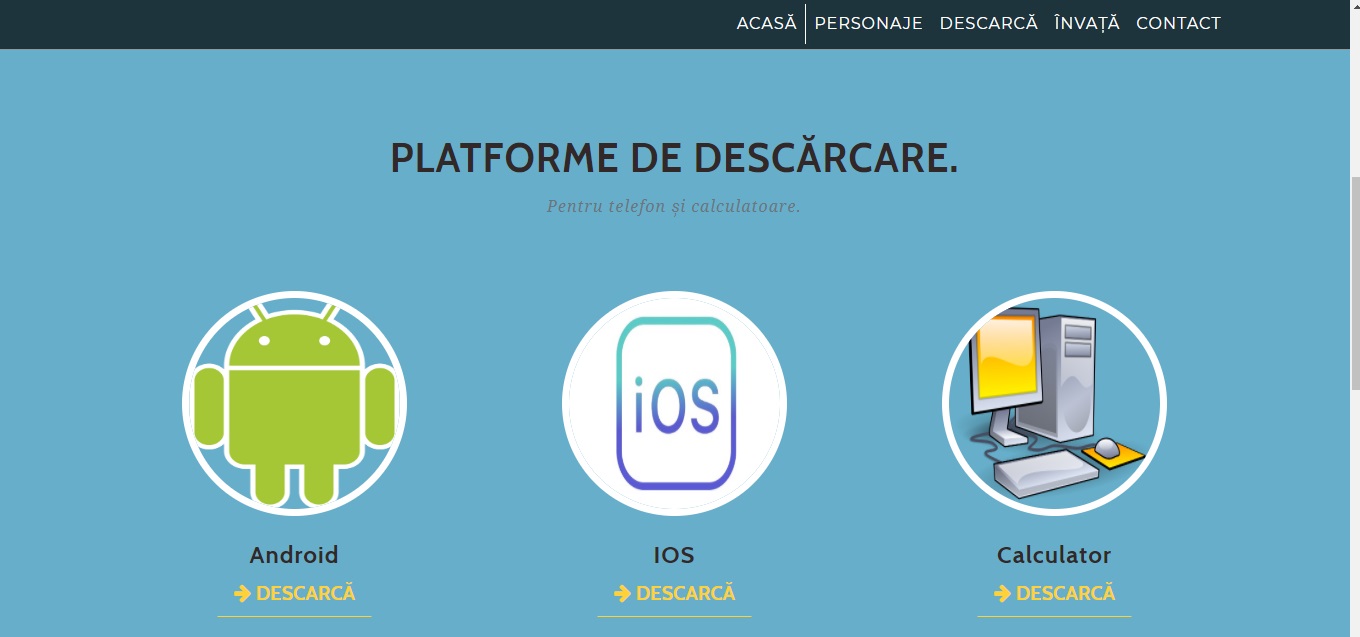 ACASĂ PERSONAJE DESCARCĂ ÎNVAȚĂ CONTACT
PLATFORME DE DESCĂRCARE.
Pentru telefon și calculatoare.
iOS
Android
DESCARCĂ
IOS
DESCARCĂ
Calculator
DESCARCĂ